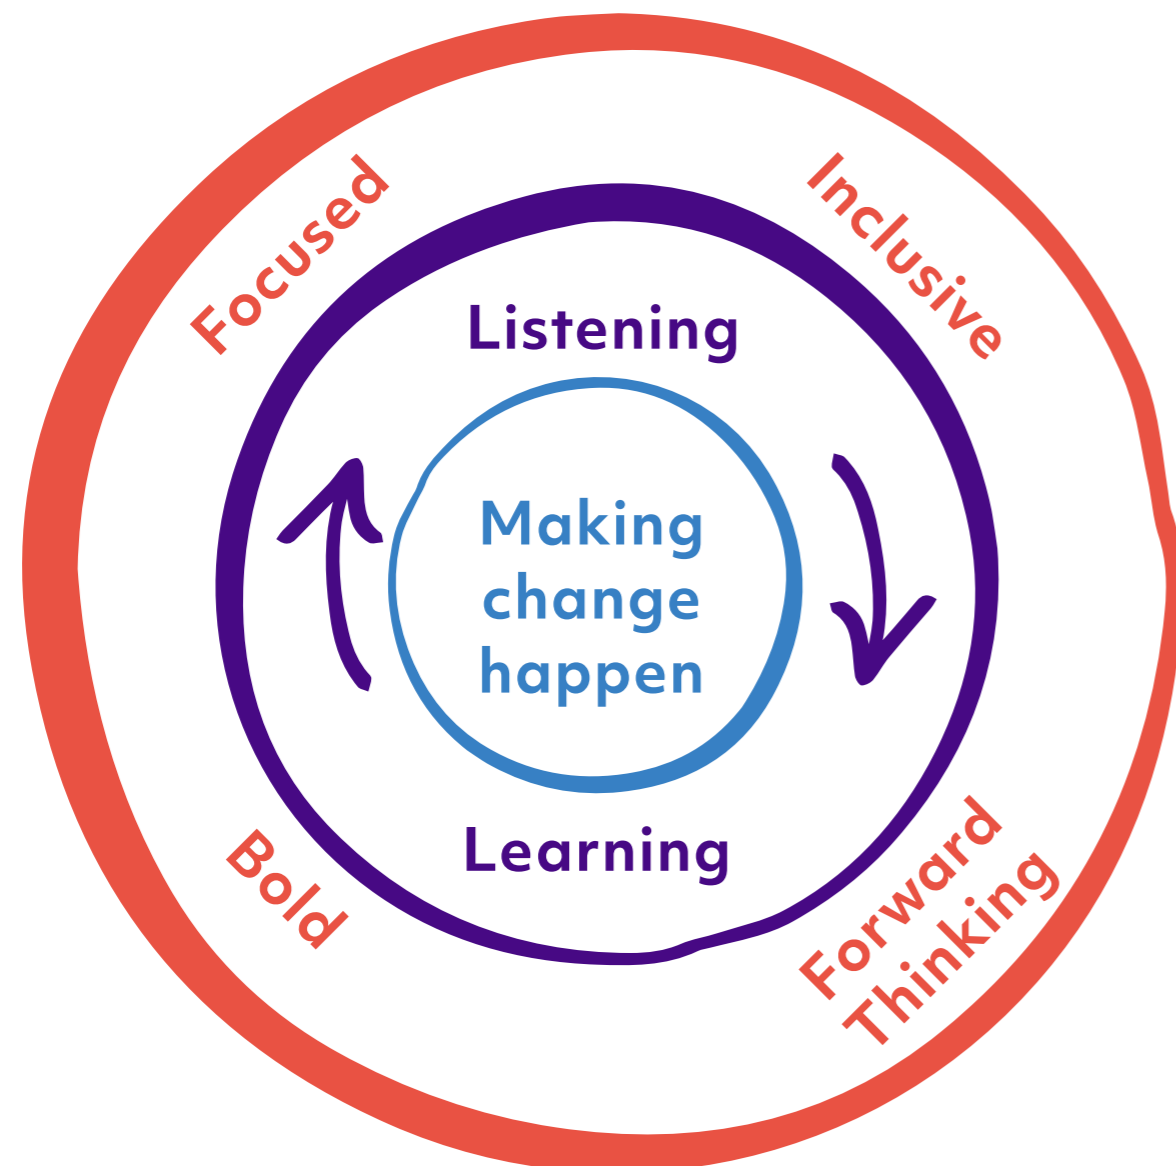 Focused
Inclusive
Listening
Making
change
happen
Learning
Bold
Forward
Thinking